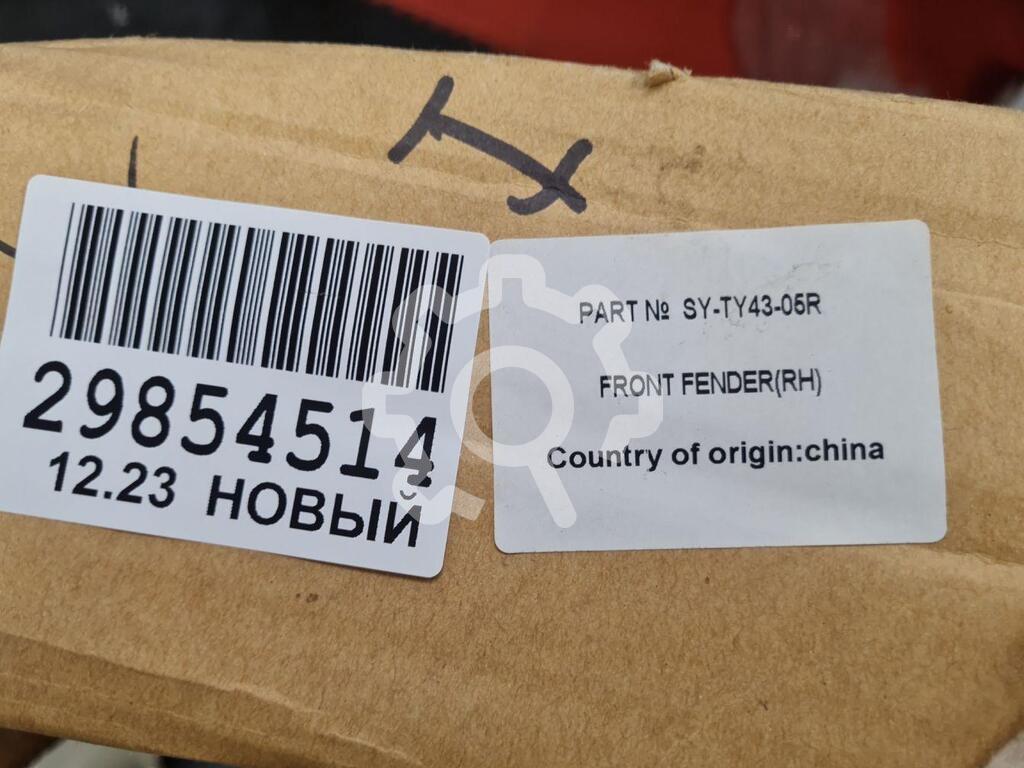 29854514
12.23 НОВЫЙ
PART № SY-TY43-05R
FRONT FENDER(RH)
Country of origin:china